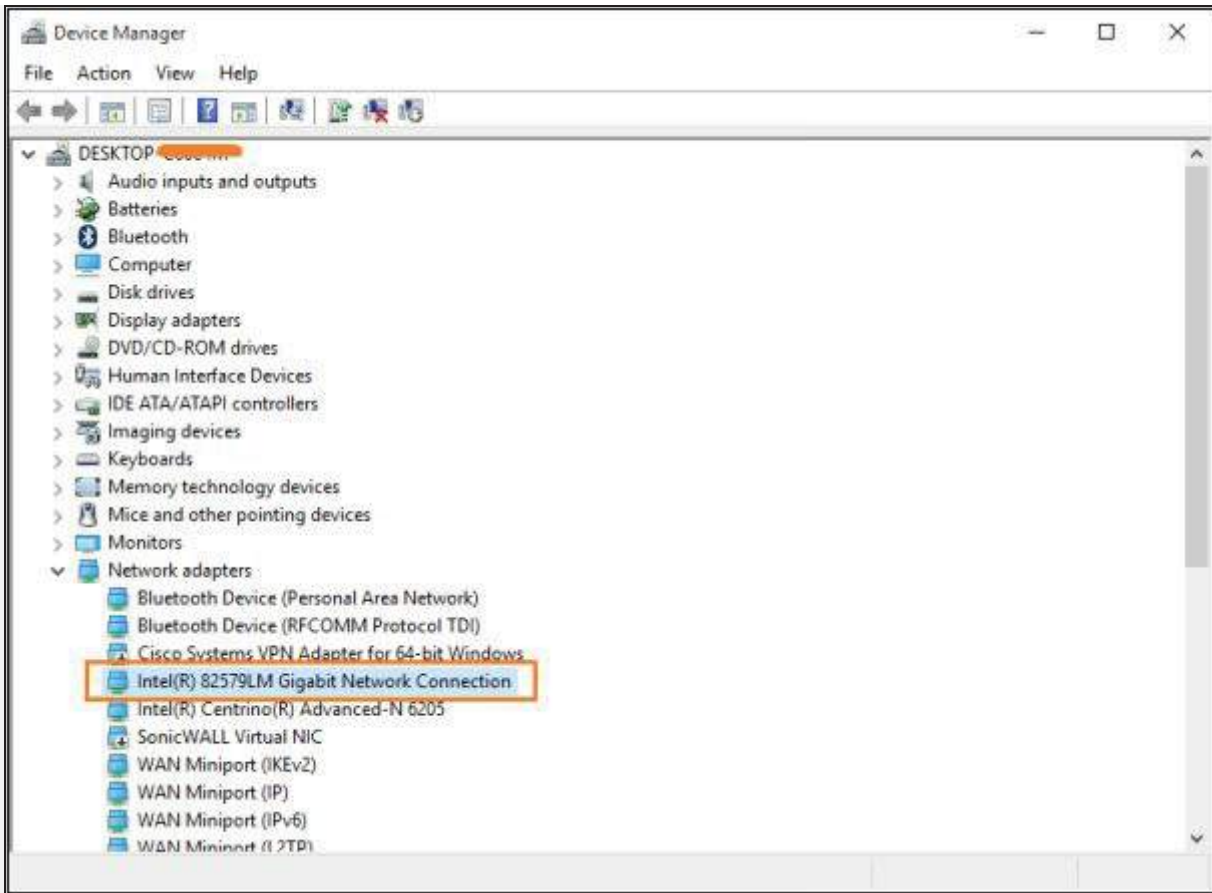 Device Manager
File Action View Help
DESKTOP
Audio inputs and outputs
Batteries
Bluetooth
Computer
Disk drives
Display adapters
DVD/CD-ROM drives
Human Interface Devices
IDE ATA/ATAPI controllers
Imaging devices
Keyboards
Memory technology devices
Mice and other pointing devices
Monitors
Network adapters
Bluetooth Device (Personal Area Network)
Bluetooth Device (RFCOMM Protocol TDI)
Cisco Systems VPN Adapter for 64-bit Windows
Intel(R) 82579LM Gigabit Network Connection
Intel(R) Centrino(R) Advanced-N 6205
SonicWALL Virtual NIC
WAN Miniport (IKEv2)
WAN Miniport (IP)
WAN Miniport (IPv6)
WAN Miniport (L2TP)